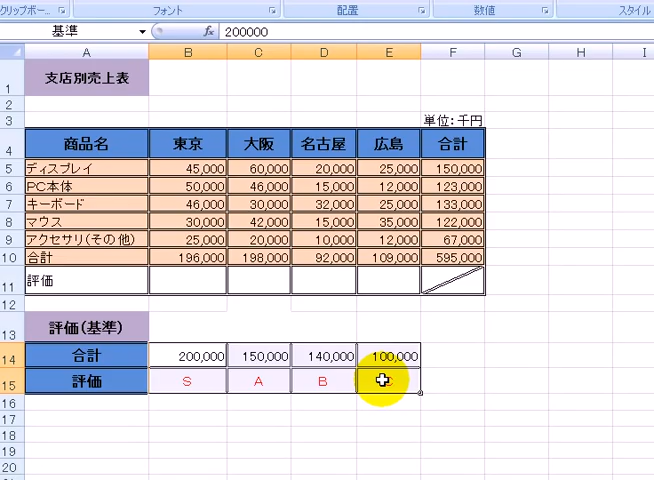 クリップボー... フォント 配置 数値 スタイル
基準 fx 200000
A B C D E F G H I
1 支店別売上表
2
3 単位:千円
4 商品名 東京 大阪 名古屋 広島 合計
5 ディスプレイ 45,000 60,000 20,000 25,000 150,000
6 PC本体 50,000 46,000 15,000 12,000 123,000
7 キーボード 46,000 30,000 32,000 25,000 133,000
8 マウス 30,000 42,000 15,000 35,000 122,000
9 アクセサリ(その他) 25,000 20,000 10,000 12,000 67,000
10 合計 196,000 198,000 92,000 109,000 595,000
11 評価
12
13 評価(基準)
14 合計 200,000 150,000 140,000 100,000
15 評価 S A B
16
17
18
19
20